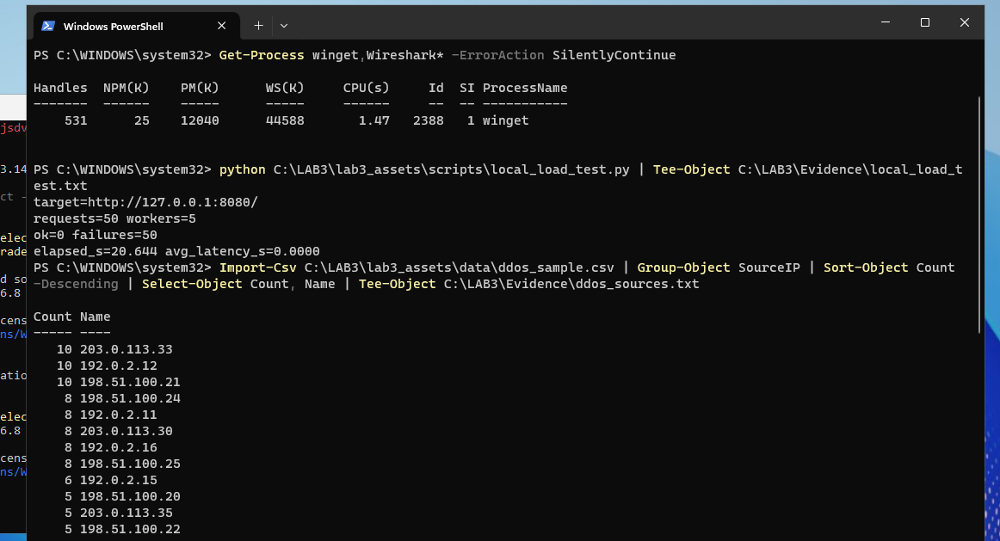 Windows PowerShell
PS C:\WINDOWS\system32> Get-Process winget,Wireshark* -ErrorAction SilentlyContinue
Handles NPM(K) PM(K) WS(K) CPU(s) Id SI ProcessName
------- ------ ----- ----- ------ -- -- -----------
531 25 12040 44588 1.47 2388 1 winget
PS C:\WINDOWS\system32> python C:\LAB3\lab3_assets\scripts\local_load_test.py | Tee-Object C:\LAB3\Evidence\local_load_t
est.txt
target=http://127.0.0.1:8080/
requests=50 workers=5
ok=0 failures=50
elapsed_s=20.644 avg_latency_s=0.0000
PS C:\WINDOWS\system32> Import-Csv C:\LAB3\lab3_assets\data\ddos_sample.csv | Group-Object SourceIP | Sort-Object Count
-Descending | Select-Object Count, Name | Tee-Object C:\LAB3\Evidence\ddos_sources.txt
Count Name
----- ----
10 203.0.113.33
10 192.0.2.12
10 198.51.100.21
8 198.51.100.24
8 192.0.2.11
8 203.0.113.30
8 192.0.2.16
8 198.51.100.25
6 192.0.2.15
5 198.51.100.20
5 203.0.113.35
5 198.51.100.22
jsdv
3.14
ct -
elec
rade
d so
6.8
cens
ns/W
atio
elec
6.8
cens
ns/W